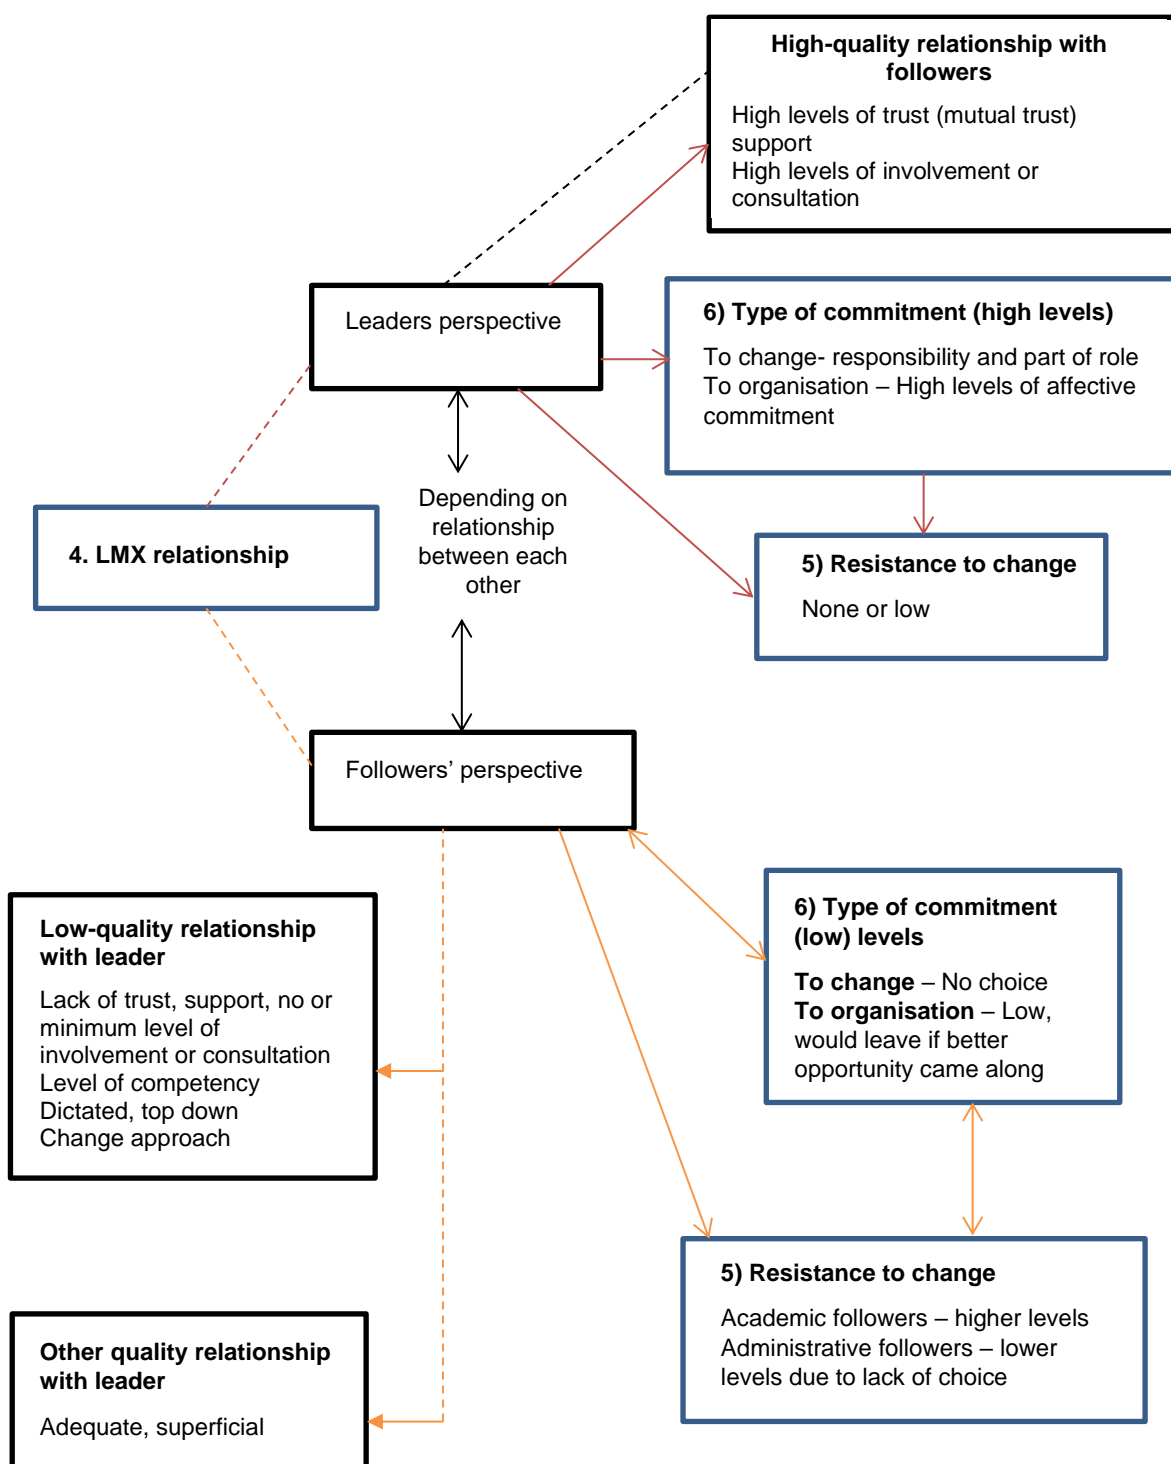 High-quality relationship with
followers
High levels of trust (mutual trust)
support
High levels of involvement or
consultation
Leaders perspective
6) Type of commitment (high levels)
To change- responsibility and part of role
To organisation – High levels of affective
commitment
Depending on
relationship
between each
other
4. LMX relationship
5) Resistance to change
None or low
Followers’ perspective
Low-quality relationship
with leader
Lack of trust, support, no or
minimum level of
involvement or consultation
Level of competency
Dictated, top down
Change approach
6) Type of commitment
(low) levels
To change – No choice
To organisation – Low,
would leave if better
opportunity came along
5) Resistance to change
Academic followers – higher levels
Administrative followers – lower
levels due to lack of choice
Other quality relationship
with leader
Adequate, superficial